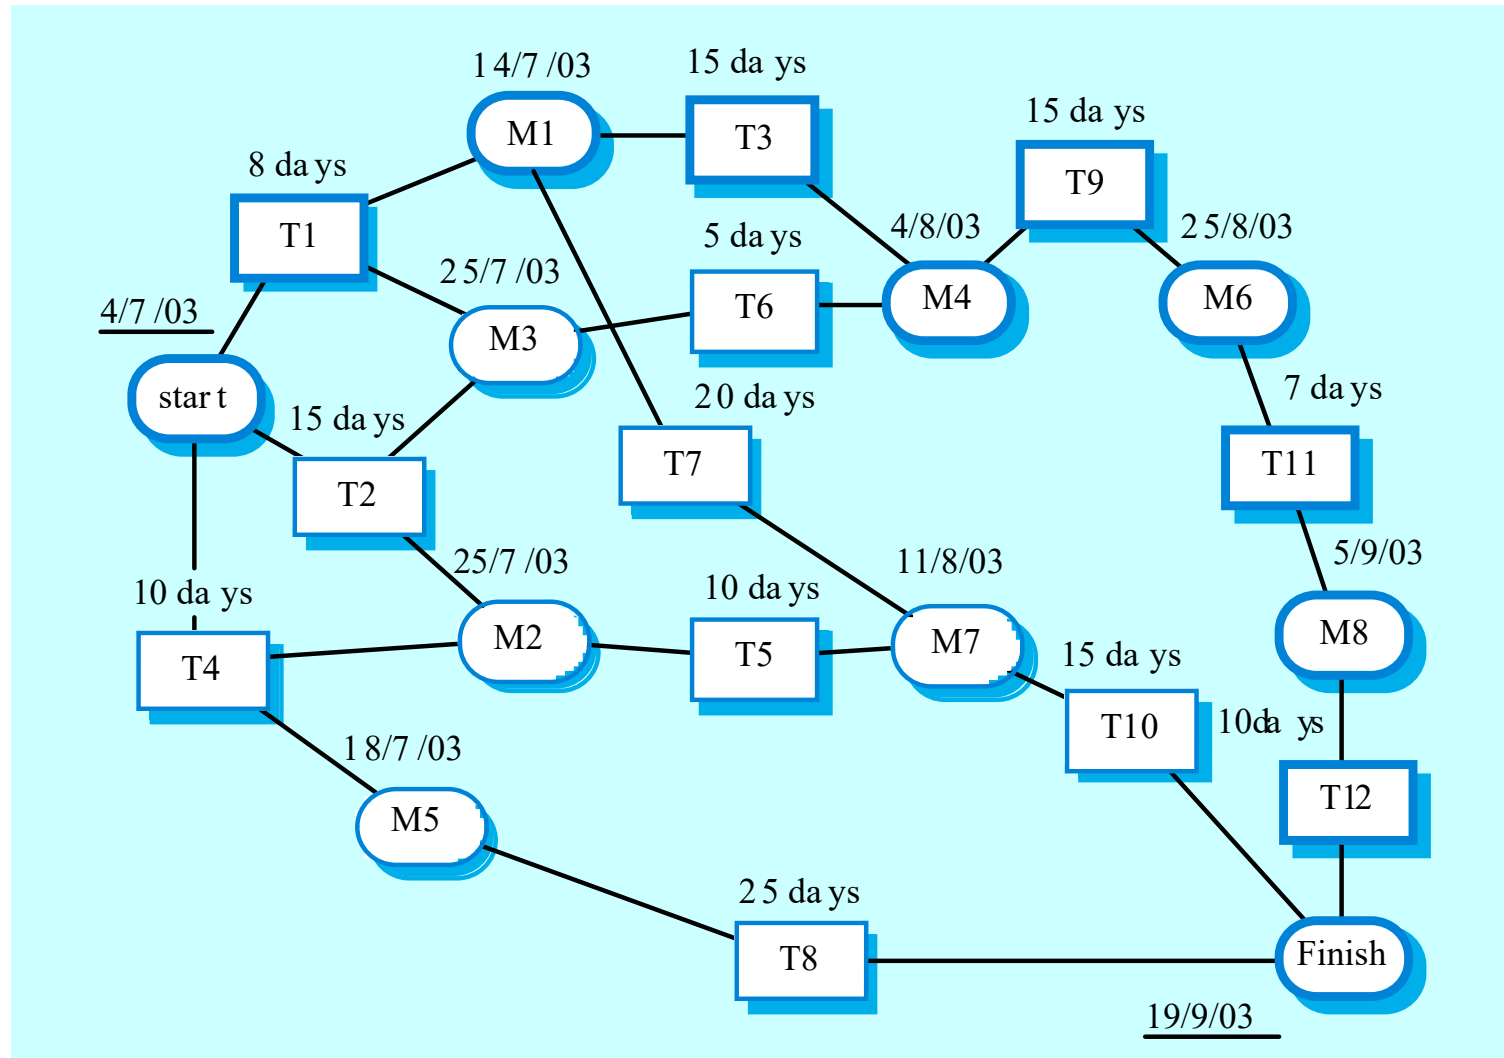 14/7/03
15 days
M1
T3
15 days
8 days
T9
T1
5 days
4/8/03
25/8/03
25/7/03
4/7/03
T6
M4
M6
M3
start
7 days
15 days
20 days
T7
T11
T2
25/7/03
11/8/03
5/9/03
10 days
10 days
M2
M7
M8
T4
T5
15 days
18/7/03
T10
10days
M5
T12
25 days
T8
Finish
19/9/03